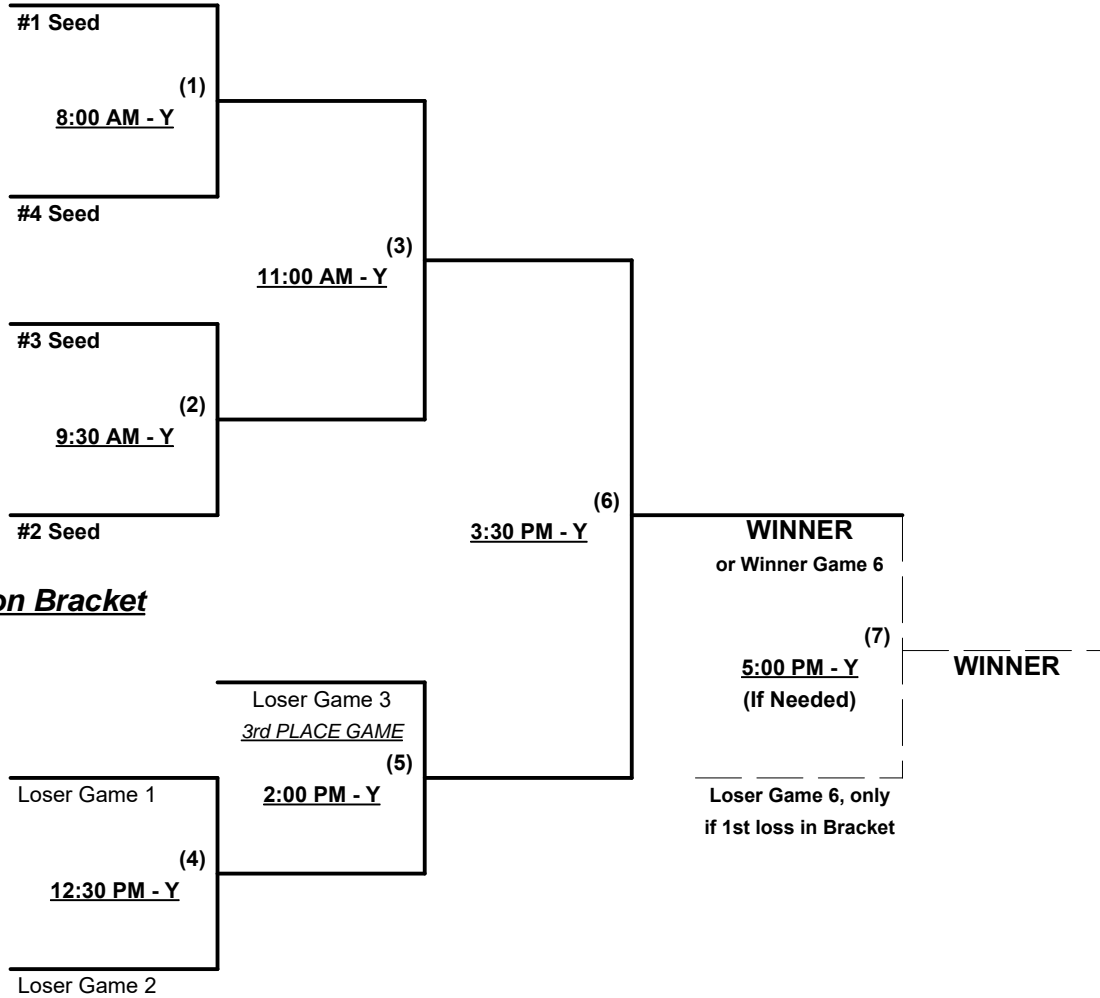 #1 Seed
(1)
8:00 AM - Y
#4 Seed
(3)
11:00 AM - Y
#3 Seed
(2)
9:30 AM - Y
#2 Seed
(6)
3:30 PM - Y
WINNER
or Winner Game 6
on Bracket
(7)
5:00 PM - Y
(If Needed)
WINNER
Loser Game 3
3rd PLACE GAME
(5)
2:00 PM - Y
Loser Game 1
Loser Game 6, only
if 1st loss in Bracket
(4)
12:30 PM - Y
Loser Game 2